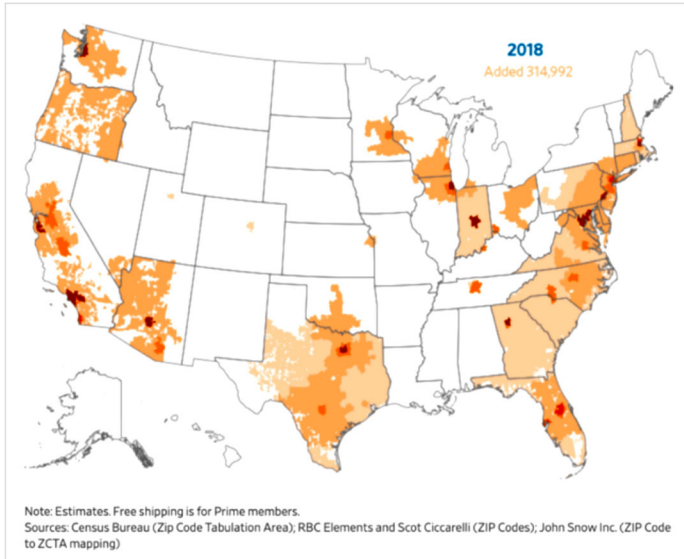 2018
Added 314,992
Note: Estimates. Free shipping is for Prime members.
Sources: Census Bureau (Zip Code Tabulation Area); RBC Elements and Scot Ciccarelli (ZIP Codes); John Snow Inc. (ZIP Code
to ZCTA mapping)